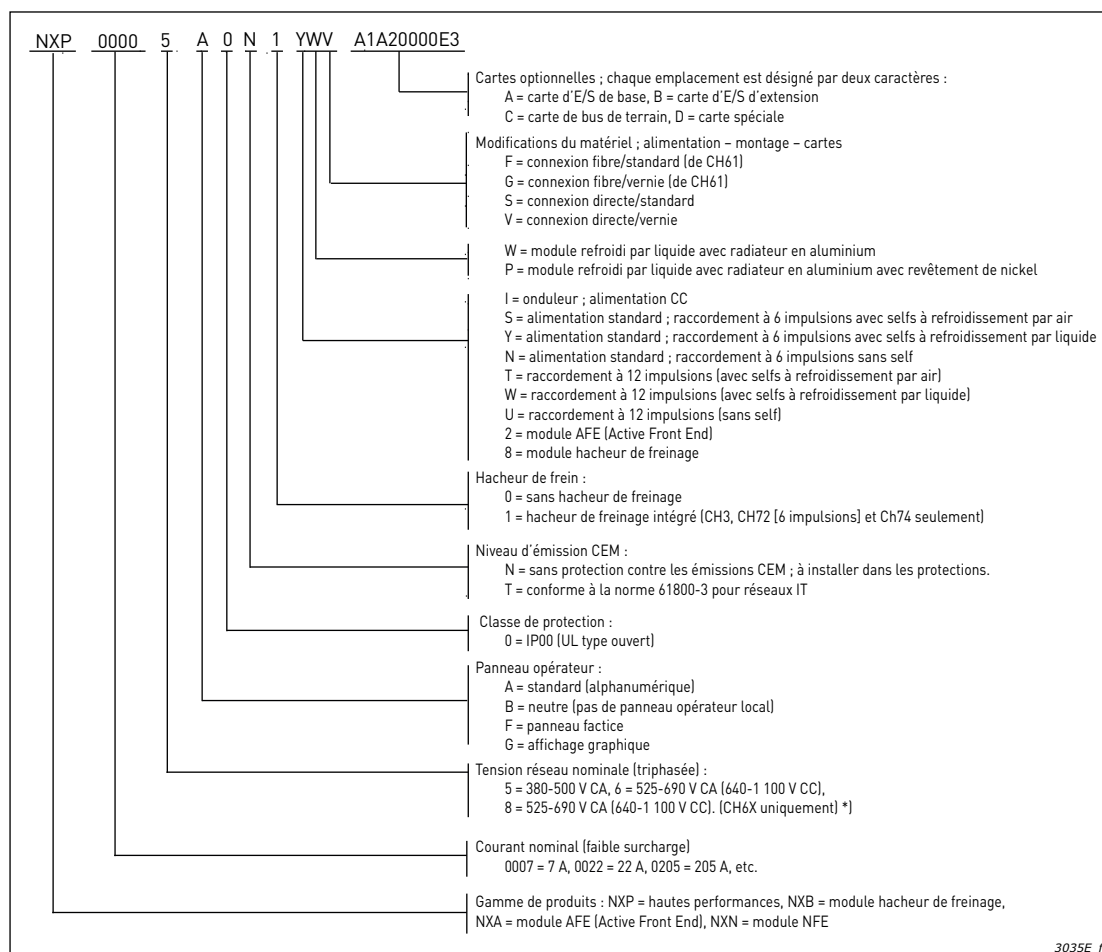 NXP 0000 5 A 0 N 1 YWV A1A20000E3
Cartes optionnelles ; chaque emplacement est désigné par deux caractères :
A = carte d'E/S de base, B = carte d'E/S d'extension
C = carte de bus de terrain, D = carte spéciale
Modifications du matériel ; alimentation – montage – cartes
F = connexion fibre/standard (de CH61)
G = connexion fibre/vernie (de CH61)
S = connexion directe/standard
V = connexion directe/vernie
W = module refroidi par liquide avec radiateur en aluminium
P = module refroidi par liquide avec radiateur en aluminium avec revêtement de nickel
I = onduleur ; alimentation CC
S = alimentation standard ; raccordement à 6 impulsions avec selfs à refroidissement par air
Y = alimentation standard ; raccordement à 6 impulsions avec selfs à refroidissement par liquide
N = alimentation standard ; raccordement à 6 impulsions sans self
T = raccordement à 12 impulsions (avec selfs à refroidissement par air)
W = raccordement à 12 impulsions (avec selfs à refroidissement par liquide)
U = raccordement à 12 impulsions (sans self)
2 = module AFE (Active Front End)
8 = module hacheur de freinage
Hacheur de frein :
0 = sans hacheur de freinage
1 = hacheur de freinage intégré (CH3, CH72 [6 impulsions] et Ch74 seulement)
Niveau d'émission CEM :
N = sans protection contre les émissions CEM ; à installer dans les protections.
T = conforme à la norme 61800-3 pour réseaux IT
Classe de protection :
0 = IP00 (UL type ouvert)
Panneau opérateur :
A = standard (alphanumérique)
B = neutre (pas de panneau opérateur local)
F = panneau factice
G = affichage graphique
Tension réseau nominale (triphasée) :
5 = 380-500 V CA, 6 = 525-690 V CA (640-1 100 V CC),
8 = 525-690 V CA (640-1 100 V CC). (CH6X uniquement) *)
Courant nominal (faible surcharge)
0007 = 7 A, 0022 = 22 A, 0205 = 205 A, etc.
Gamme de produits : NXP = hautes performances, NXB = module hacheur de freinage,
NXA = module AFE (Active Front End), NXN = module NFE
3035E_f